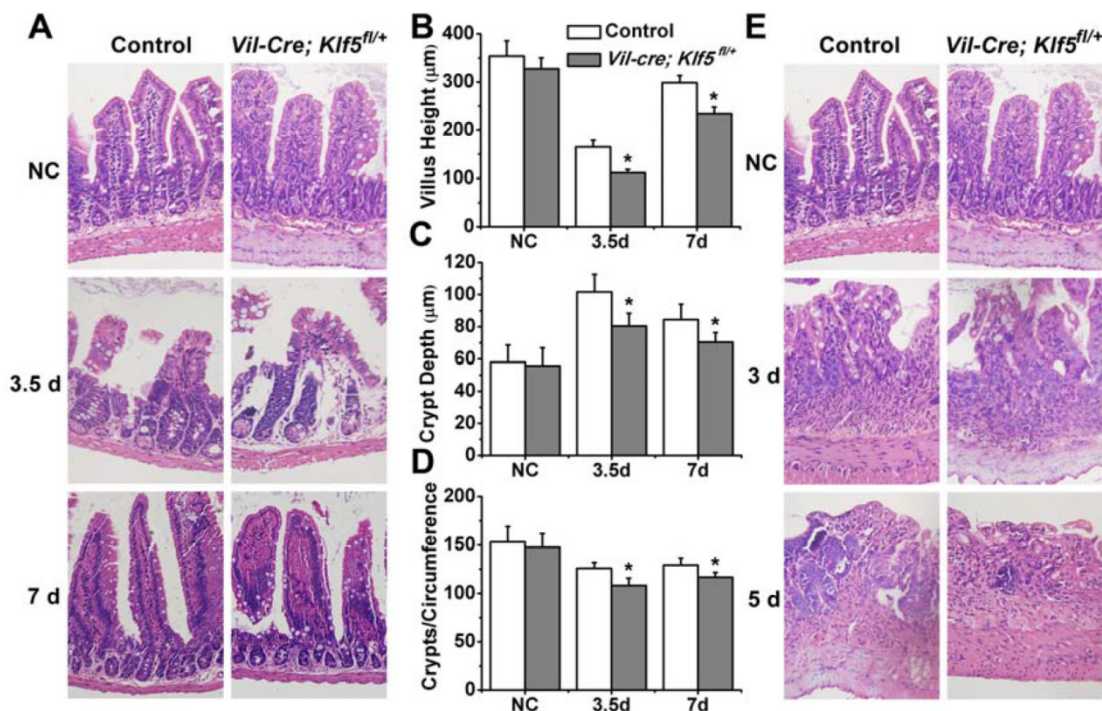 A
Control
Vil-Cre; Klf5fl/+
NC
3.5 d
7 d
B
Control
Vil-cre; Klf5fl/+
Villus Height (μm)
400
300
200
100
0
*
*
NC
3.5d
7d
C
Crypt Depth (μm)
120
100
80
60
40
20
0
*
*
NC
3.5d
7d
D
Crypts/Circumference
200
150
100
50
0
*
*
NC
3.5d
7d
E
Control
Vil-Cre; Klf5fl/+
NC
3 d
5 d